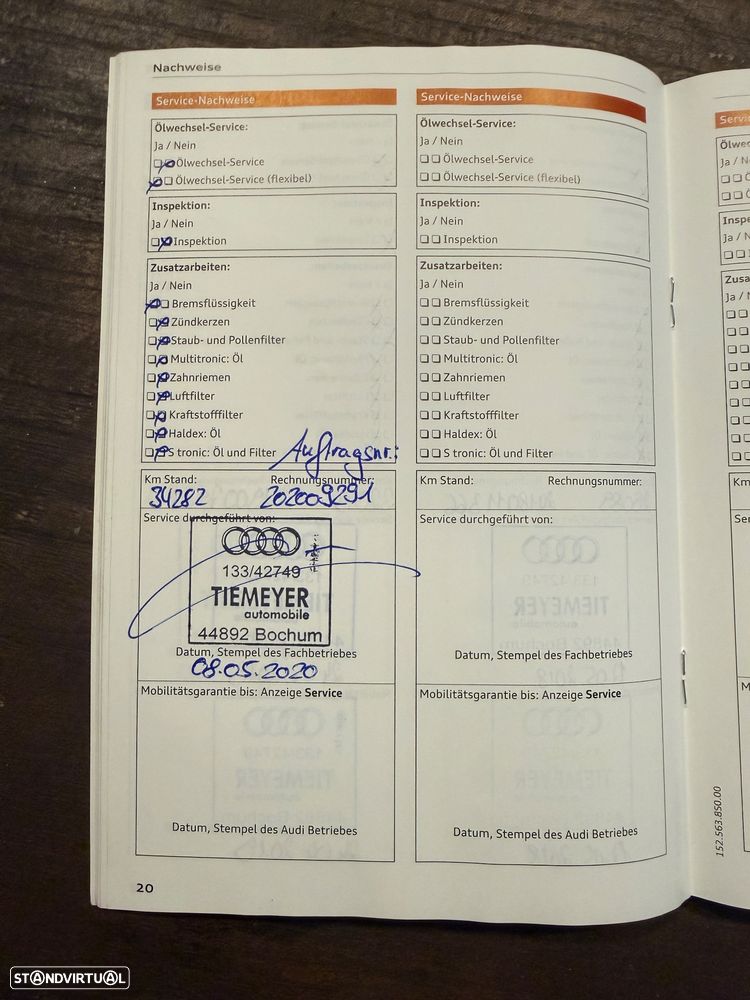 Nachweise
Service-Nachweise
Ölwechsel-Service:
Ja / Nein
Ölwechsel-Service
Ölwechsel-Service (flexibel)
Inspektion:
Ja / Nein
Inspektion
Zusatzarbeiten:
Ja / Nein
Bremsflüssigkeit
Zündkerzen
Staub- und Pollenfilter
Multitronic: Öl
Zahnriemen
Luftfilter
Kraftstofffilter
Haldex: Öl
S tronic: Öl und Filter
Auftragsnr.:
Km Stand: Rechnungsnummer:
34282 202009291
Service durchgeführt von:
133/42749
TIEMEYER
automobile
44892 Bochum
Datum, Stempel des Fachbetriebes
08.05.2020
Mobilitätsgarantie bis: Anzeige Service
Datum, Stempel des Audi Betriebes
20
Service-Nachweise
Ölwechsel-Service:
Ja / Nein
Ölwechsel-Service
Ölwechsel-Service (flexibel)
Inspektion:
Ja / Nein
Inspektion
Zusatzarbeiten:
Ja / Nein
Bremsflüssigkeit
Zündkerzen
Staub- und Pollenfilter
Multitronic: Öl
Zahnriemen
Luftfilter
Kraftstofffilter
Haldex: Öl
S tronic: Öl und Filter
Km Stand: Rechnungsnummer:
Service durchgeführt von:
Datum, Stempel des Fachbetriebes
Mobilitätsgarantie bis: Anzeige Service
Datum, Stempel des Audi Betriebes
152.563.850.00
STANDVIRTUAL